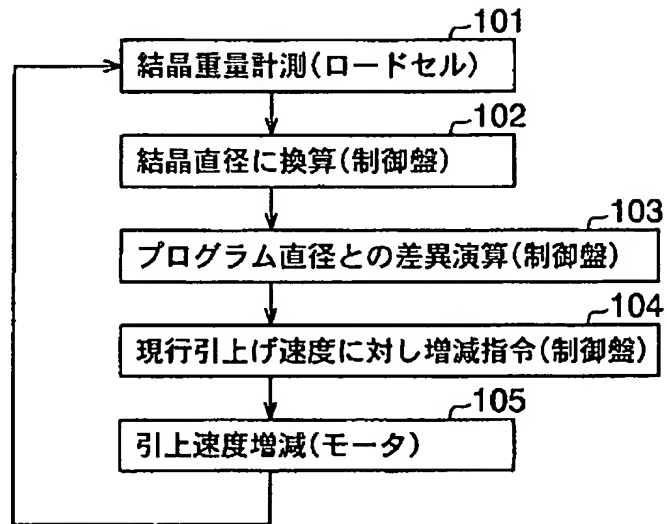 101
結晶重量計測(ロードセル)
102
結晶直径に換算(制御盤)
103
プログラム直径との差異演算(制御盤)
104
現行引上げ速度に対し増減指令(制御盤)
105
引上速度増減(モータ)